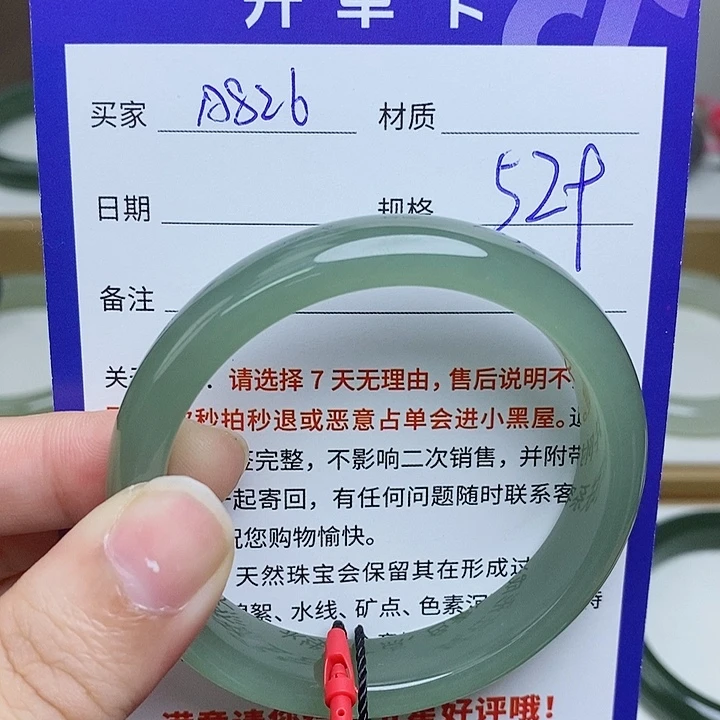 开单卡
买家 A826 材质
日期 规格 524
备注
请选择7天无理由，售后说明不
秒拍秒退或恶意占单会进小黑屋。
完整，不影响二次销售，并附带
一起寄回，有任何问题随时联系客
祝您购物愉快。
天然珠宝会保留其在形成过
棉絮、水线、矿点、色素沉
好评哦！